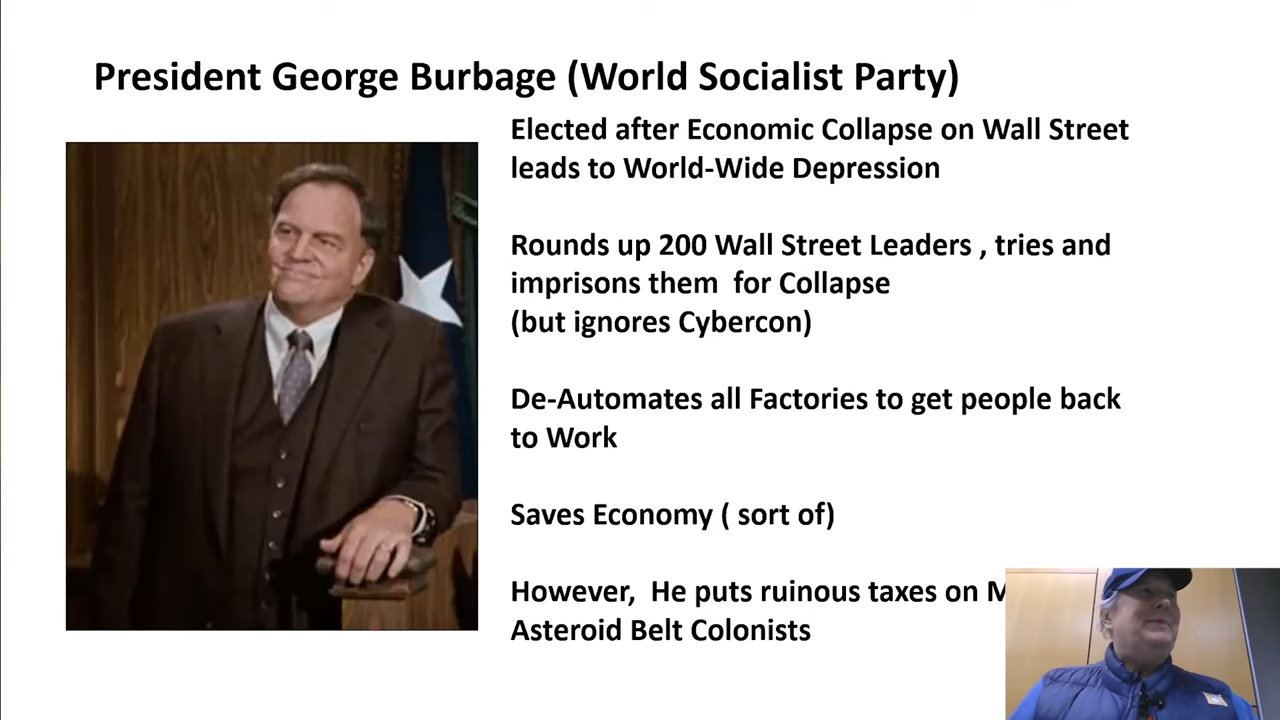 President George Burbage (World Socialist Party)
Elected after Economic Collapse on Wall Street
leads to World-Wide Depression
Rounds up 200 Wall Street Leaders , tries and
imprisons them  for Collapse
(but ignores Cybercon)
De-Automates all Factories to get people back
to Work
Saves Economy ( sort of)
However,  He puts ruinous taxes on
Asteroid Belt Colonists